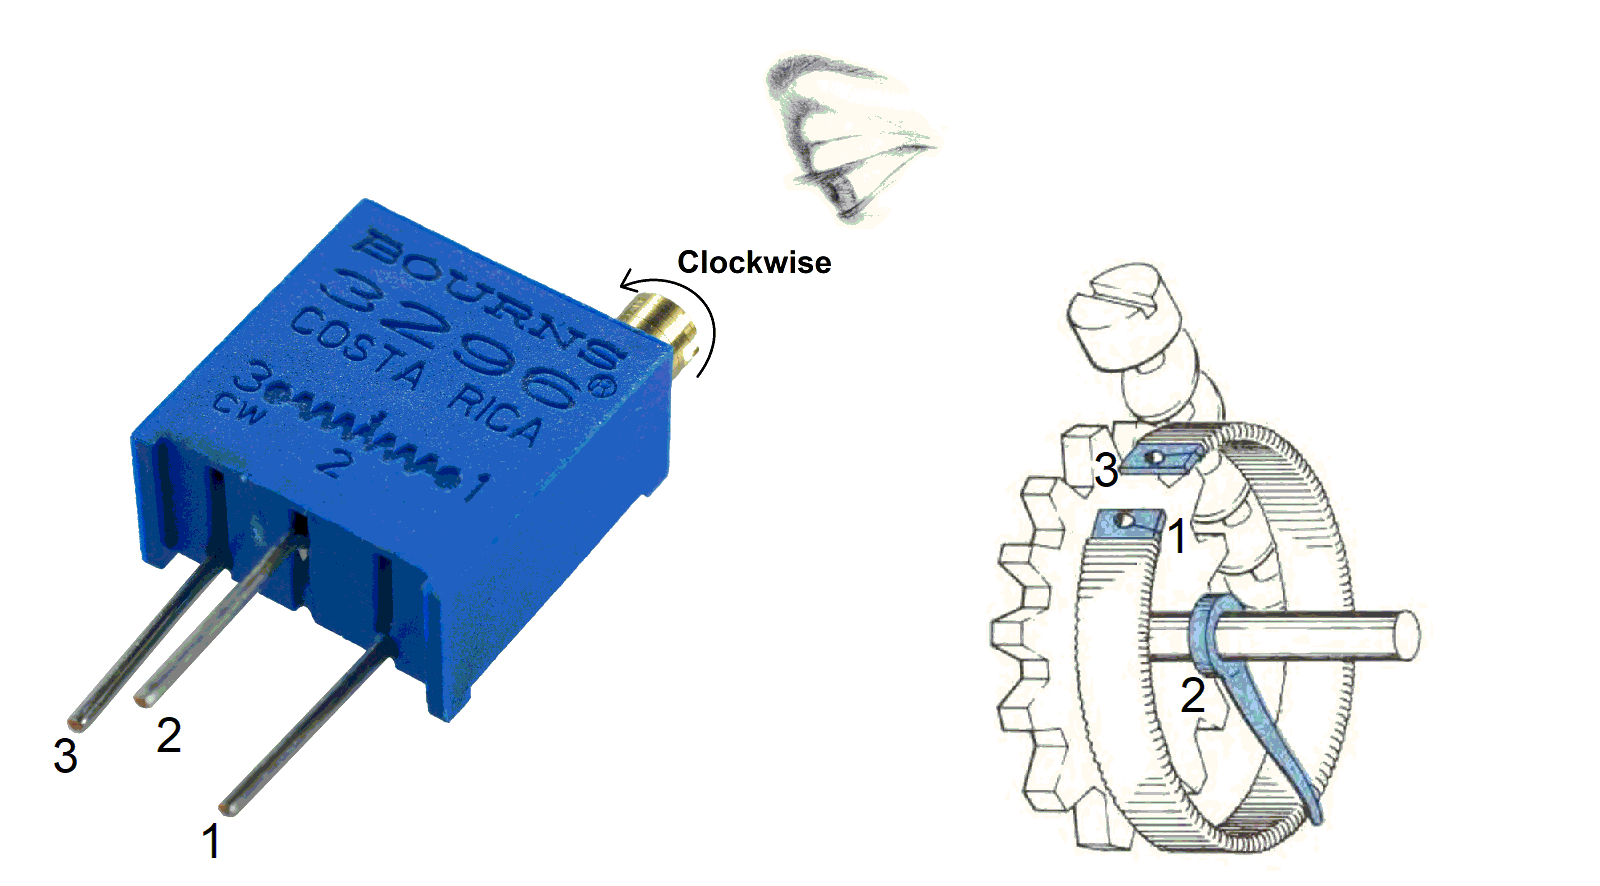 Clockwise
BOURNS®
3296
COSTA RICA
3 1
CW 2
3
2
1
3
1
2